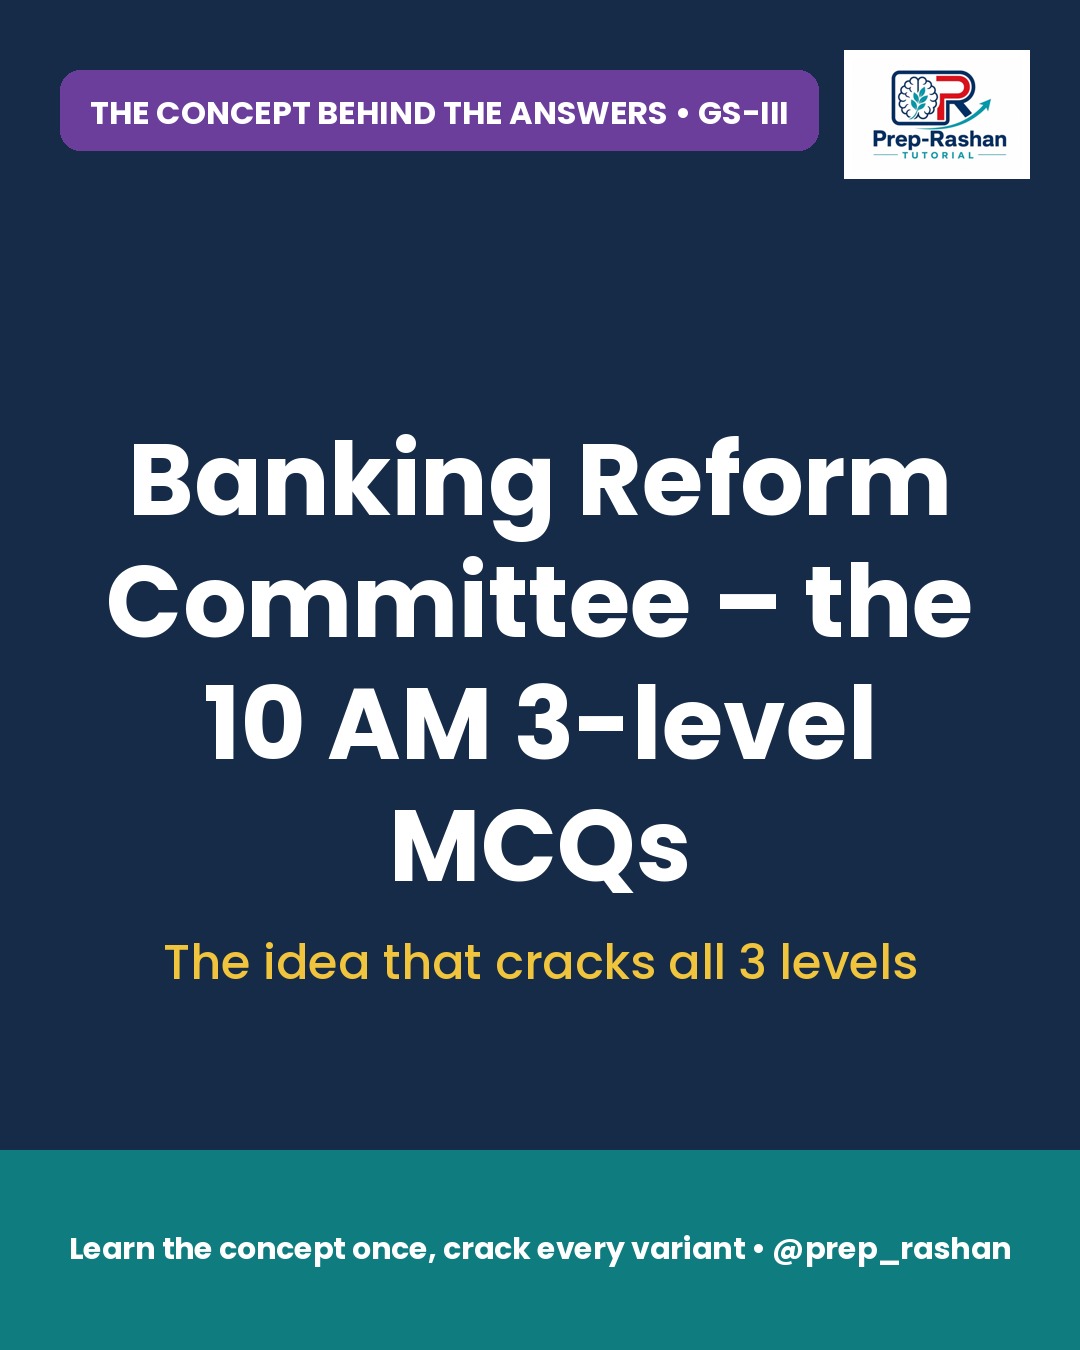 THE CONCEPT BEHIND THE ANSWERS • GS-III
Prep-Rashan
TUTORIAL
Banking Reform
Committee – the
10 AM 3-level
MCQs
The idea that cracks all 3 levels
Learn the concept once, crack every variant • @prep_rashan